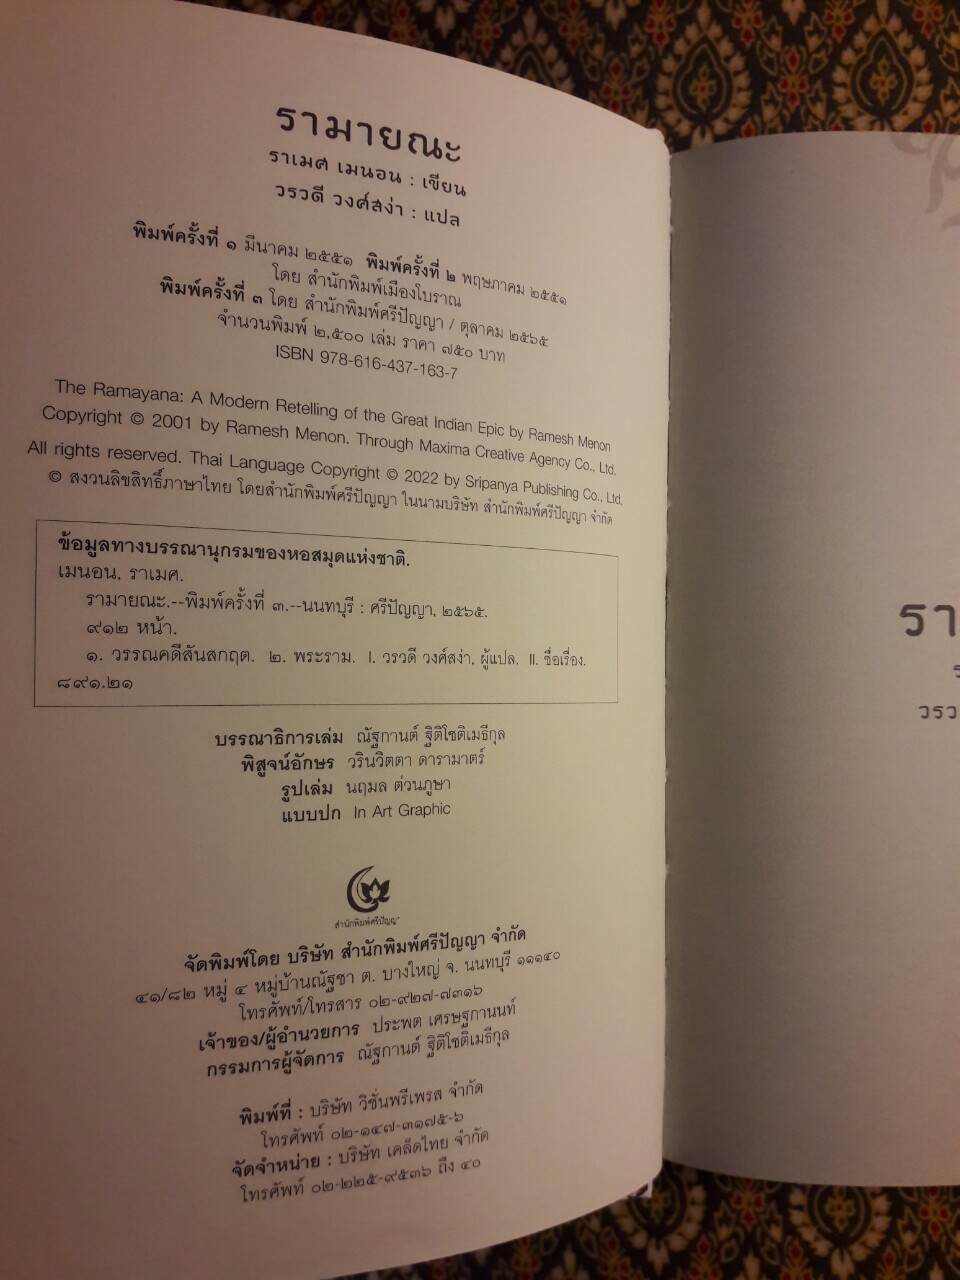 รามายณะ
ราเมศ เมนอน : เขียน
วรวดี วงศ์สง่า : แปล
พิมพ์ครั้งที่ ๑ มีนาคม ๒๕๕๑ พิมพ์ครั้งที่ ๒ พฤษภาคม ๒๕๕๑
โดย สำนักพิมพ์เมืองโบราณ
พิมพ์ครั้งที่ ๓ โดย สำนักพิมพ์ศรีปัญญา / ตุลาคม ๒๕๖๕
จำนวนพิมพ์ ๒,๕๐๐ เล่ม ราคา ๗๕๐ บาท
ISBN 978-616-437-163-7
The Ramayana: A Modern Retelling of the Great Indian Epic by Ramesh Menon
Copyright © 2001 by Ramesh Menon. Through Maxima Creative Agency Co., Ltd.
All rights reserved. Thai Language Copyright © 2022 by Sripanya Publishing Co., Ltd.
© สงวนลิขสิทธิ์ภาษาไทย โดยสำนักพิมพ์ศรีปัญญา ในนามบริษัท สำนักพิมพ์ศรีปัญญา จำกัด
ข้อมูลทางบรรณานุกรมของหอสมุดแห่งชาติ.
เมนอน, ราเมศ.
รามายณะ.--พิมพ์ครั้งที่ ๓.--นนทบุรี : ศรีปัญญา, ๒๕๖๕.
๙๑๒ หน้า.
๑. วรรณคดีสันสกฤต. ๒. พระราม. I. วรวดี วงศ์สง่า, ผู้แปล. II. ชื่อเรื่อง.
๘๙๑.๒๑
บรรณาธิการเล่ม ณัฐกานต์ ฐิติโชติเมธีกุล
พิสูจน์อักษร วรินวิตตา ดารามาตร์
รูปเล่ม นฤมล ต่วนภูษา
แบบปก In Art Graphic
สำนักพิมพ์ศรีปัญญา
จัดพิมพ์โดย บริษัท สำนักพิมพ์ศรีปัญญา จำกัด
๔๑/๘๒ หมู่ ๔ หมู่บ้านณัฐชา ต. บางใหญ่ จ. นนทบุรี ๑๑๑๔๐
โทรศัพท์/โทรสาร ๐๒-๙๒๗-๗๓๑๖
เจ้าของ/ผู้อำนวยการ ประพต เศรษฐกานนท์
กรรมการผู้จัดการ ณัฐกานต์ ฐิติโชติเมธีกุล
พิมพ์ที่ : บริษัท วิชั่นพรีเพรส จำกัด
โทรศัพท์ ๐๒-๑๔๗-๓๑๗๕-๖
จัดจำหน่าย : บริษัท เคล็ดไทย จำกัด
โทรศัพท์ ๐๒-๒๒๕-๙๕๓๖ ถึง ๔๐
รา
วรว